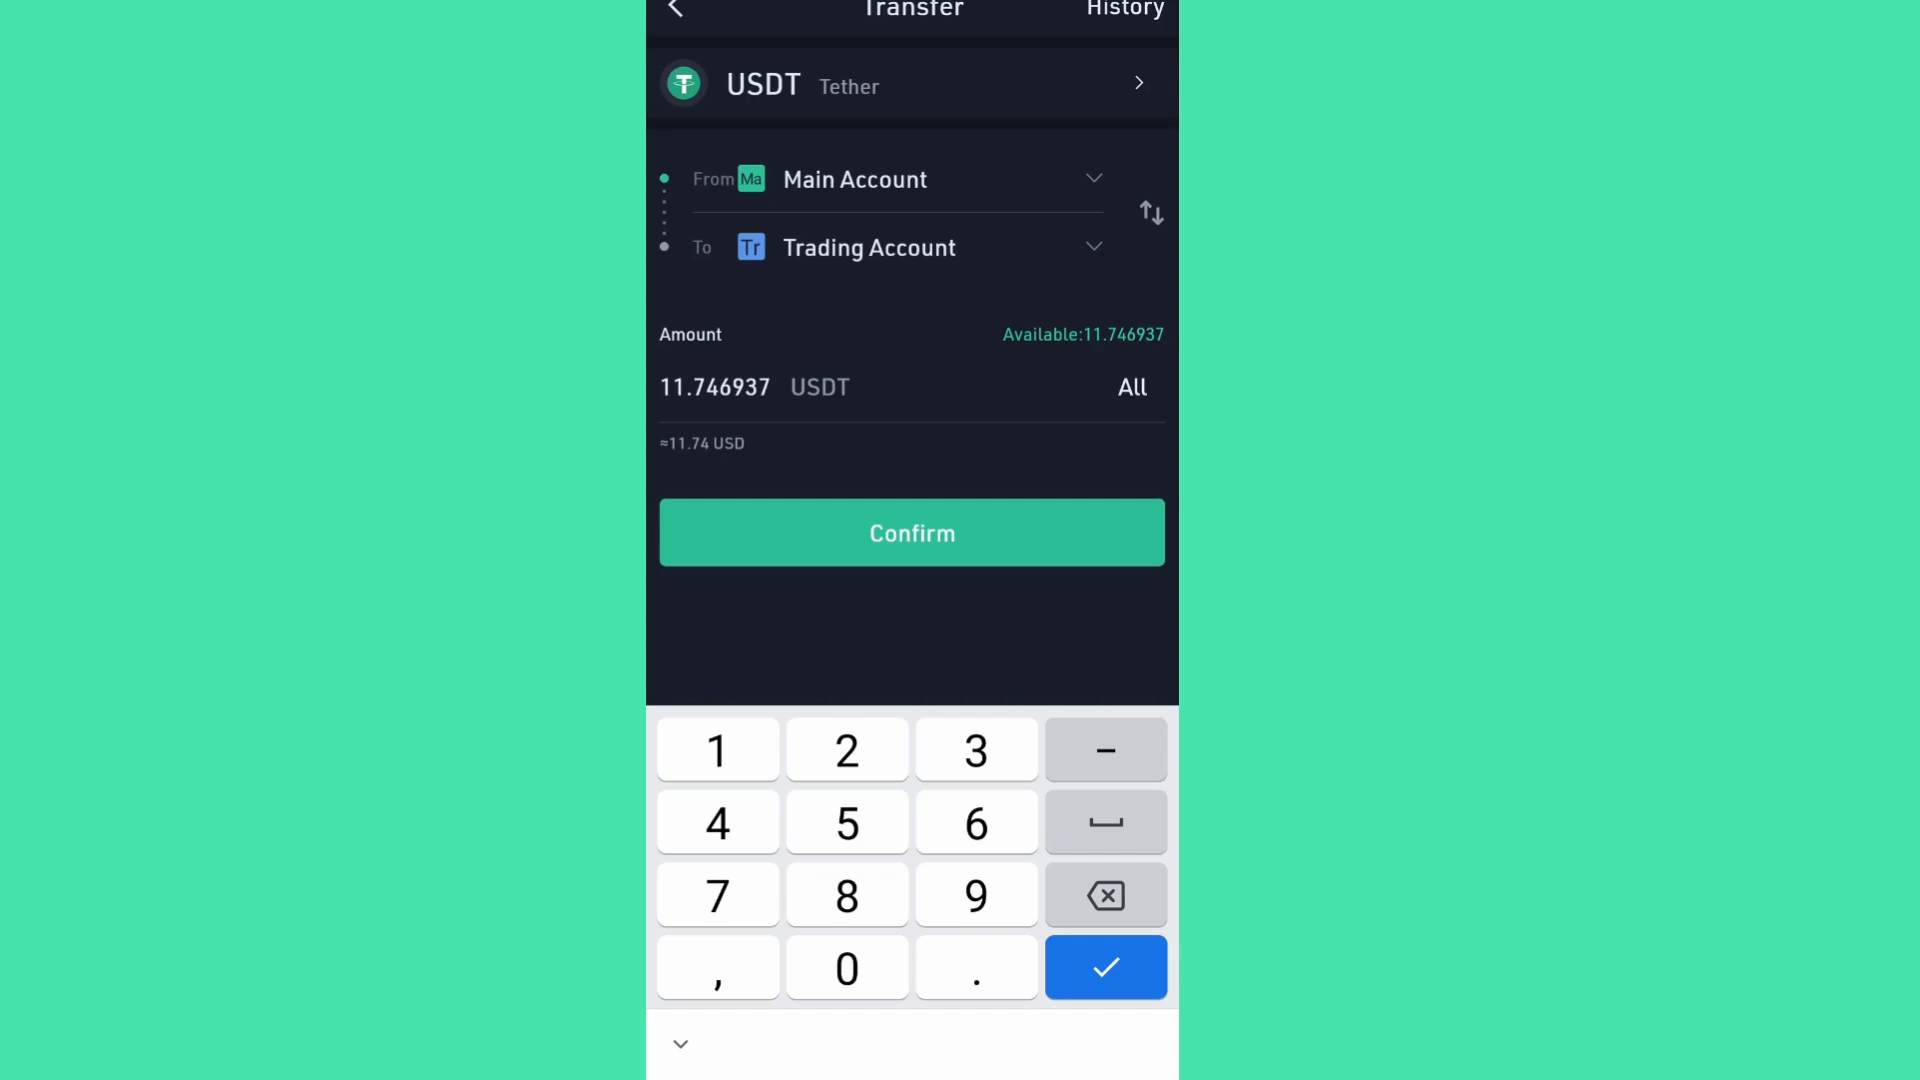 Transfer History
USDT Tether
From Ma Main Account
To Tr Trading Account
Amount Available:11.746937
11.746937 USDT All
≈11.74 USD
Confirm
1 2 3 –
4 5 6
7 8 9
, 0 .